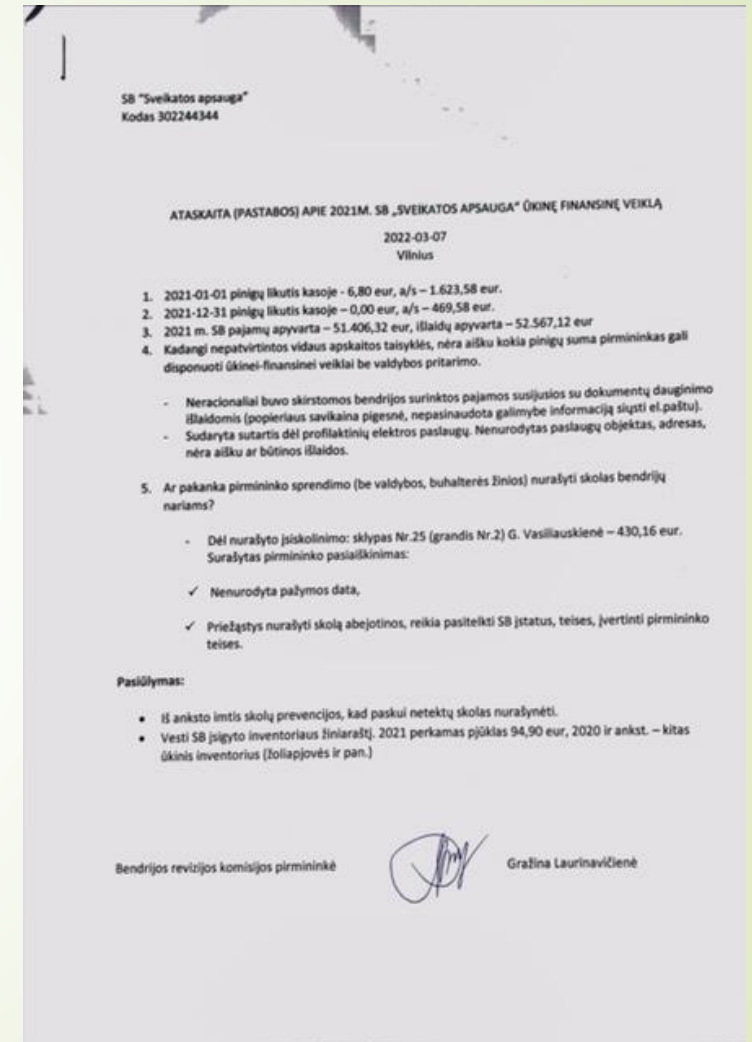 SB "Sveikatos apsauga"
Kodas 302244344
ATASKAITA (PASTABOS) APIE 2021M. SB „SVEIKATOS APSAUGA" ŪKINĘ FINANSINĘ VEIKLĄ
2022-03-07
Vilnius
1. 2021-01-01 pinigų likutis kasoje - 6,80 eur, a/s – 1.623,58 eur.
2. 2021-12-31 pinigų likutis kasoje – 0,00 eur, a/s – 469,58 eur.
3. 2021 m. SB pajamų apyvarta – 51.406,32 eur, išlaidų apyvarta – 52.567,12 eur
4. Kadangi nepatvirtintos vidaus apskaitos taisyklės, nėra aišku kokia pinigų suma pirmininkas gali
disponuoti ūkinei-finansinei veiklai be valdybos pritarimo.
- Neracionaliai buvo skirstomos bendrijos surinktos pajamos susijusios su dokumentų dauginimo
išlaidomis (popieriaus savikaina pigesnė, nepasinaudota galimybe informaciją siųsti el.paštu).
- Sudaryta sutartis dėl profilaktinių elektros paslaugų. Nenurodytas paslaugų objektas, adresas,
nėra aišku ar būtinos išlaidos.
5. Ar pakanka pirmininko sprendimo (be valdybos, buhalterės žinios) nurašyti skolas bendrijų
nariams?
- Dėl nurašyto įsiskolinimo: sklypas Nr.25 (grandis Nr.2) G. Vasiliauskienė – 430,16 eur.
Surašytas pirmininko pasiaiškinimas:
✓ Nenurodyta pažymos data,
✓ Priežąstys nurašyti skolą abejotinos, reikia pasitelkti SB įstatus, teises, įvertinti pirmininko
teises.
Pasiūlymas:
• Iš anksto imtis skolų prevencijos, kad paskui netektų skolas nurašynėti.
• Vesti SB įsigyto inventoriaus žiniaraštį. 2021 perkamas pjūklas 94,90 eur, 2020 ir ankst. – kitas
ūkinis inventorius (žoliapjovės ir pan.)
Bendrijos revizijos komisijos pirmininkė Gražina Laurinavičienė